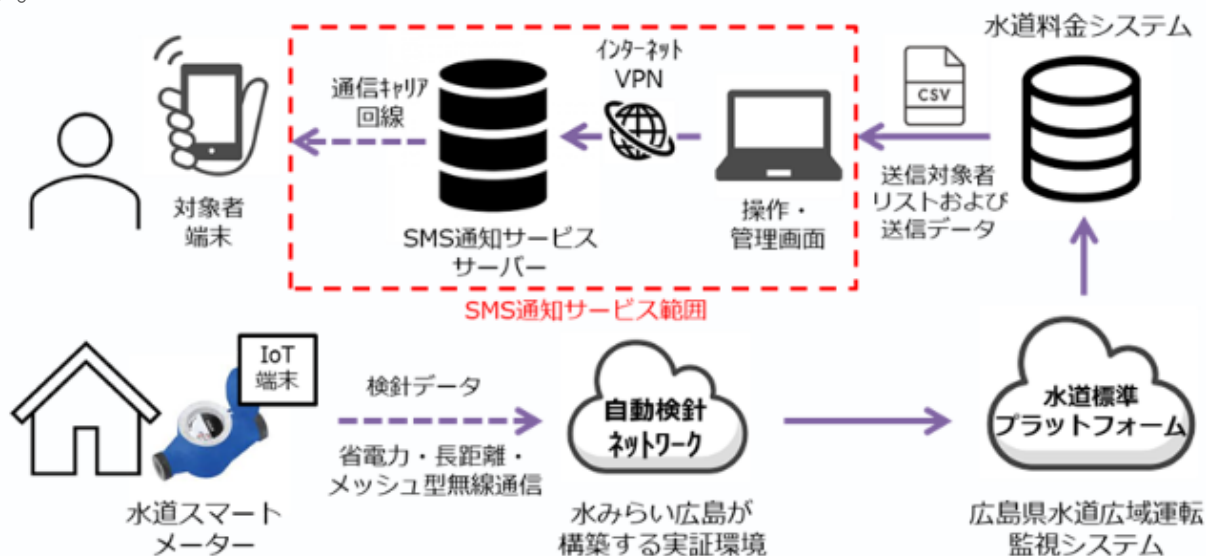 。
水道料金システム
インターネット
VPN
CSV
通信キャリア
回線
対象者
端末
SMS通知サービス
サーバー
操作・
管理画面
送信対象者
リストおよび
送信データ
SMS通知サービス範囲
IoT
端末
検針データ
自動検針
ネットワーク
水道標準
プラットフォーム
省電力・長距離・
メッシュ型無線通信
水道スマート
メーター
水みらい広島が
構築する実証環境
広島県水道広域運転
監視システム